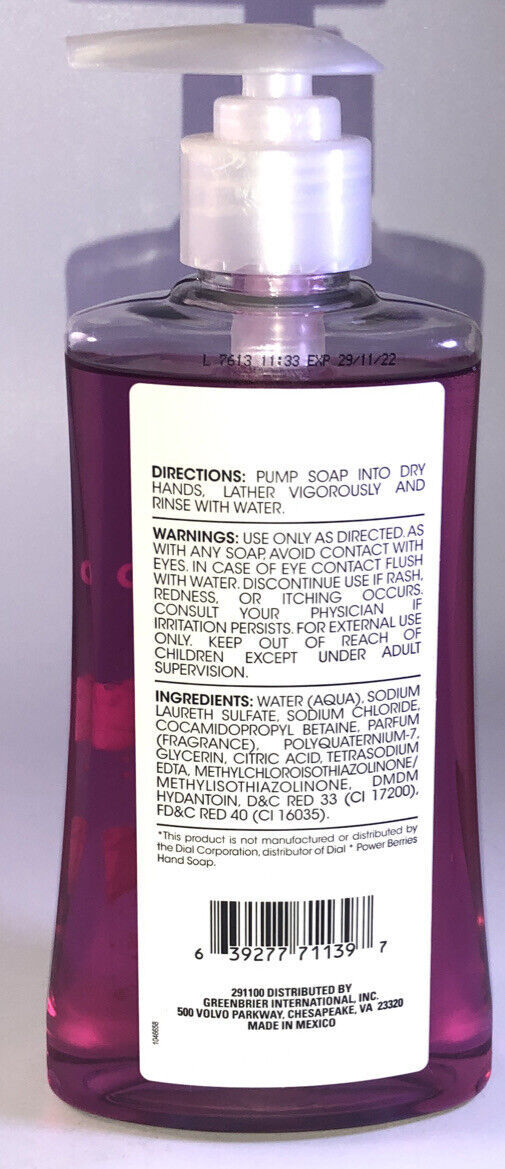 L 7613 11:33 EXP 29/11/22
DIRECTIONS: PUMP SOAP INTO DRY
HANDS, LATHER VIGOROUSLY AND
RINSE WITH WATER.
WARNINGS: USE ONLY AS DIRECTED. AS
WITH ANY SOAP, AVOID CONTACT WITH
EYES. IN CASE OF EYE CONTACT FLUSH
WITH WATER. DISCONTINUE USE IF RASH,
REDNESS, OR ITCHING OCCURS.
CONSULT YOUR PHYSICIAN IF
IRRITATION PERSISTS. FOR EXTERNAL USE
ONLY. KEEP OUT OF REACH OF
CHILDREN EXCEPT UNDER ADULT
SUPERVISION.
INGREDIENTS: WATER (AQUA), SODIUM
LAURETH SULFATE, SODIUM CHLORIDE,
COCAMIDOPROPYL BETAINE, PARFUM
(FRAGRANCE), POLYQUATERNIUM-7,
GLYCERIN, CITRIC ACID, TETRASODIUM
EDTA, METHYLCHLOROISOTHIAZOLINONE/
METHYLISOTHIAZOLINONE, DMDM
HYDANTOIN, D&C RED 33 (CI 17200),
FD&C RED 40 (CI 16035).
*This product is not manufactured or distributed by
the Dial Corporation, distributor of Dial * Power Berries
Hand Soap.
6 39277 71139 7
291100 DISTRIBUTED BY
GREENBRIER INTERNATIONAL, INC.
500 VOLVO PARKWAY, CHESAPEAKE, VA 23320
MADE IN MEXICO